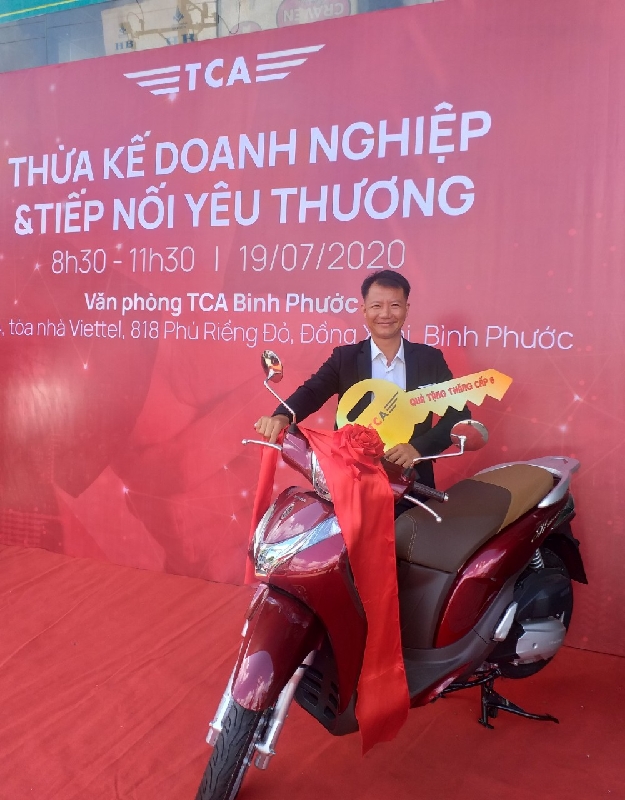 CRAVEN
TCA
THỪA KẾ DOANH NGHIỆP
&TIẾP NỐI YÊU THƯƠNG
8h30 - 11h30 | 19/07/2020
Văn phòng TCA Bình Phước
, tòa nhà Viettel, 818 Phú Riềng Đỏ, Đồng Bình Phước
TCA QUÀ TẶNG THĂNG CẤP